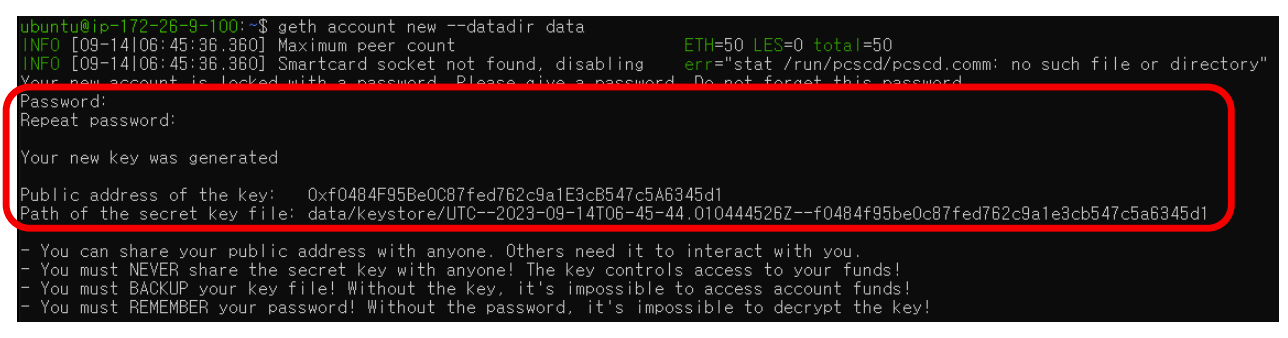 ubuntu@ip-172-26-9-100:~$ geth account new --datadir data
INFO [09-14|06:45:36.360] Maximum peer count ETH=50 LES=0 total=50
INFO [09-14|06:45:36.360] Smartcard socket not found, disabling err="stat /run/pcscd/pcscd.comm: no such file or directory"
Your new account is locked with a password. Please give a password. Do not forget this password.
Password:
Repeat password:
Your new key was generated
Public address of the key: 0xf0484F95Be0C87fed762c9a1E3cB547c5A6345d1
Path of the secret key file: data/keystore/UTC--2023-09-14T06-45-44.010444526Z--f0484f95be0c87fed762c9a1e3cb547c5a6345d1
- You can share your public address with anyone. Others need it to interact with you.
- You must NEVER share the secret key with anyone! The key controls access to your funds!
- You must BACKUP your key file! Without the key, it's impossible to access account funds!
- You must REMEMBER your password! Without the password, it's impossible to decrypt the key!